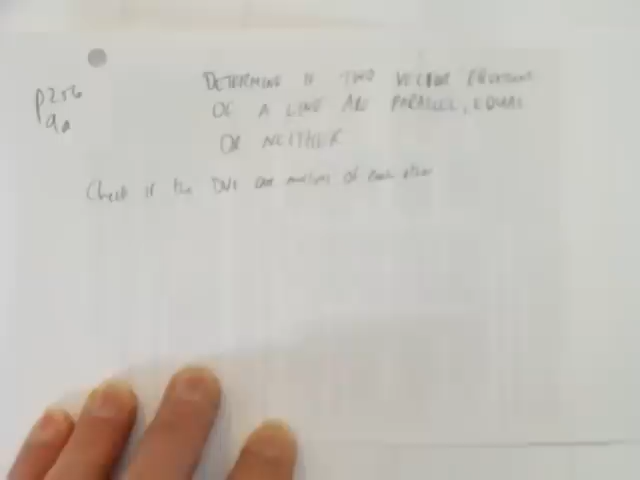 p256
9a
DETERMINE IF TWO VECTOR EQUATIONS
OF A LINE ARE PARALLEL, EQUAL
OR NEITHER
Check if the DVs are multiples of each other